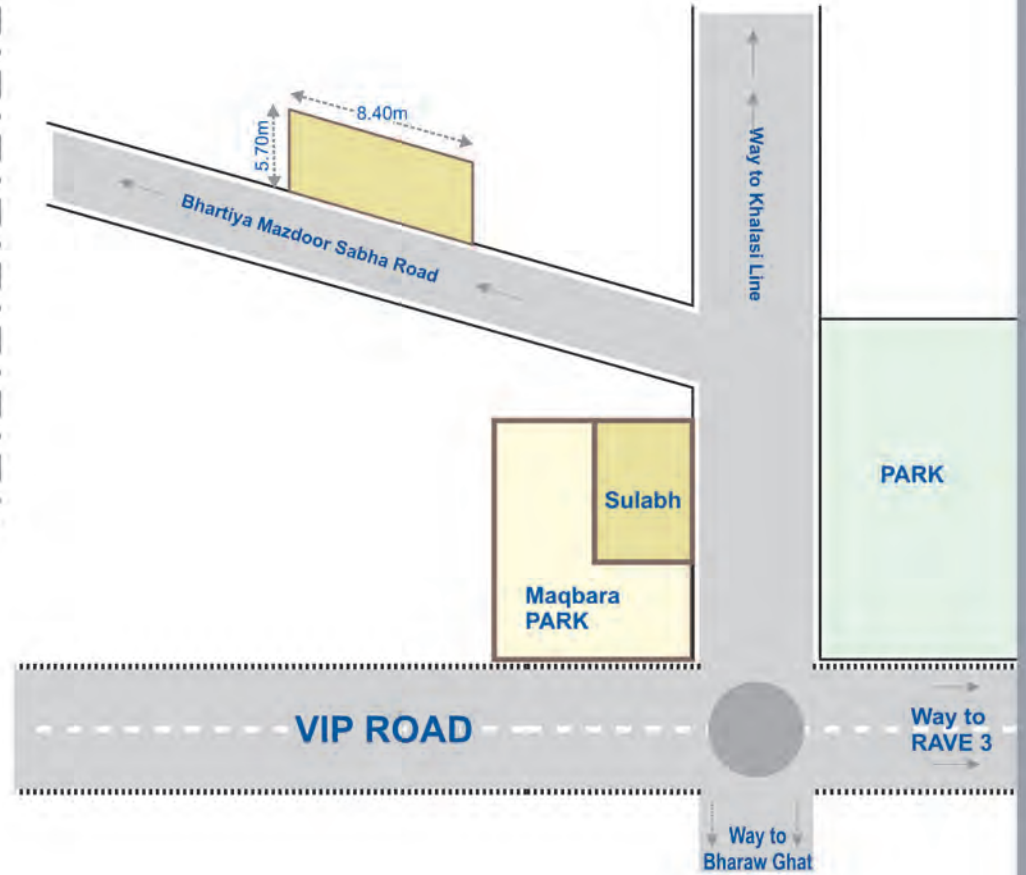 8.40m
5.70m
Bhartiya Mazdoor Sabha Road
Way to Khalasi Line
Sulabh
PARK
Maqbara
PARK
VIP ROAD
Way to
RAVE 3
Way to
Bharaw Ghat